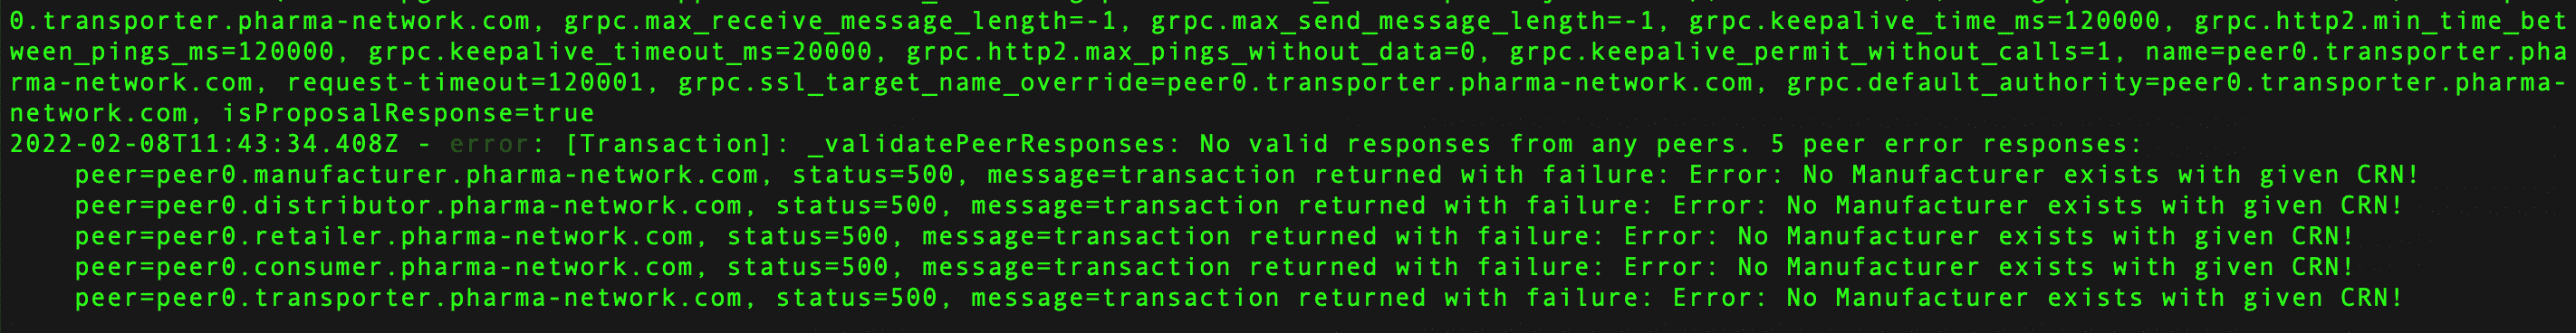 0.transporter.pharma-network.com, grpc.max_receive_message_length=-1, grpc.max_send_message_length=-1, grpc.keepalive_time_ms=120000, grpc.http2.min_time_bet
ween_pings_ms=120000, grpc.keepalive_timeout_ms=20000, grpc.http2.max_pings_without_data=0, grpc.keepalive_permit_without_calls=1, name=peer0.transporter.pha
rma-network.com, request-timeout=120001, grpc.ssl_target_name_override=peer0.transporter.pharma-network.com, grpc.default_authority=peer0.transporter.pharma-
network.com, isProposalResponse=true
2022-02-08T11:43:34.408Z - error: [Transaction]: _validatePeerResponses: No valid responses from any peers. 5 peer error responses:
    peer=peer0.manufacturer.pharma-network.com, status=500, message=transaction returned with failure: Error: No Manufacturer exists with given CRN!
    peer=peer0.distributor.pharma-network.com, status=500, message=transaction returned with failure: Error: No Manufacturer exists with given CRN!
    peer=peer0.retailer.pharma-network.com, status=500, message=transaction returned with failure: Error: No Manufacturer exists with given CRN!
    peer=peer0.consumer.pharma-network.com, status=500, message=transaction returned with failure: Error: No Manufacturer exists with given CRN!
    peer=peer0.transporter.pharma-network.com, status=500, message=transaction returned with failure: Error: No Manufacturer exists with given CRN!